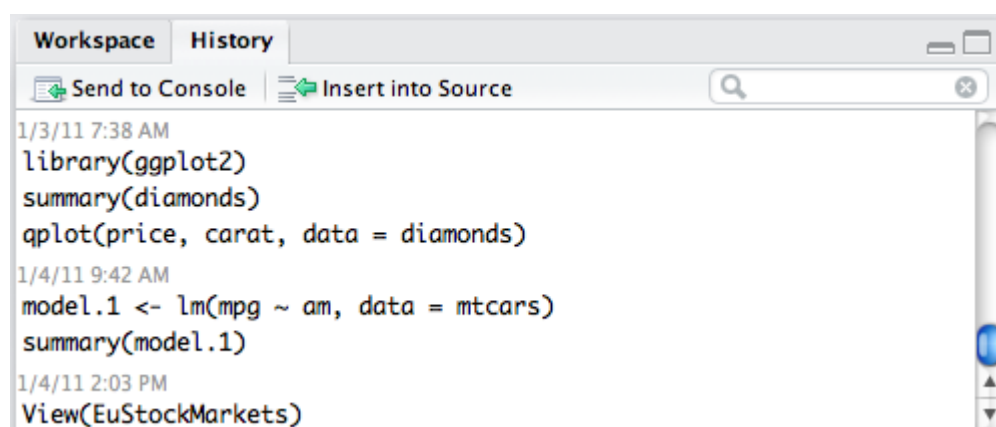 Workspace History
Send to Console Insert into Source
1/3/11 7:38 AM
library(ggplot2)
summary(diamonds)
qplot(price, carat, data = diamonds)
1/4/11 9:42 AM
model.1 <- lm(mpg ~ am, data = mtcars)
summary(model.1)
1/4/11 2:03 PM
View(EuStockMarkets)